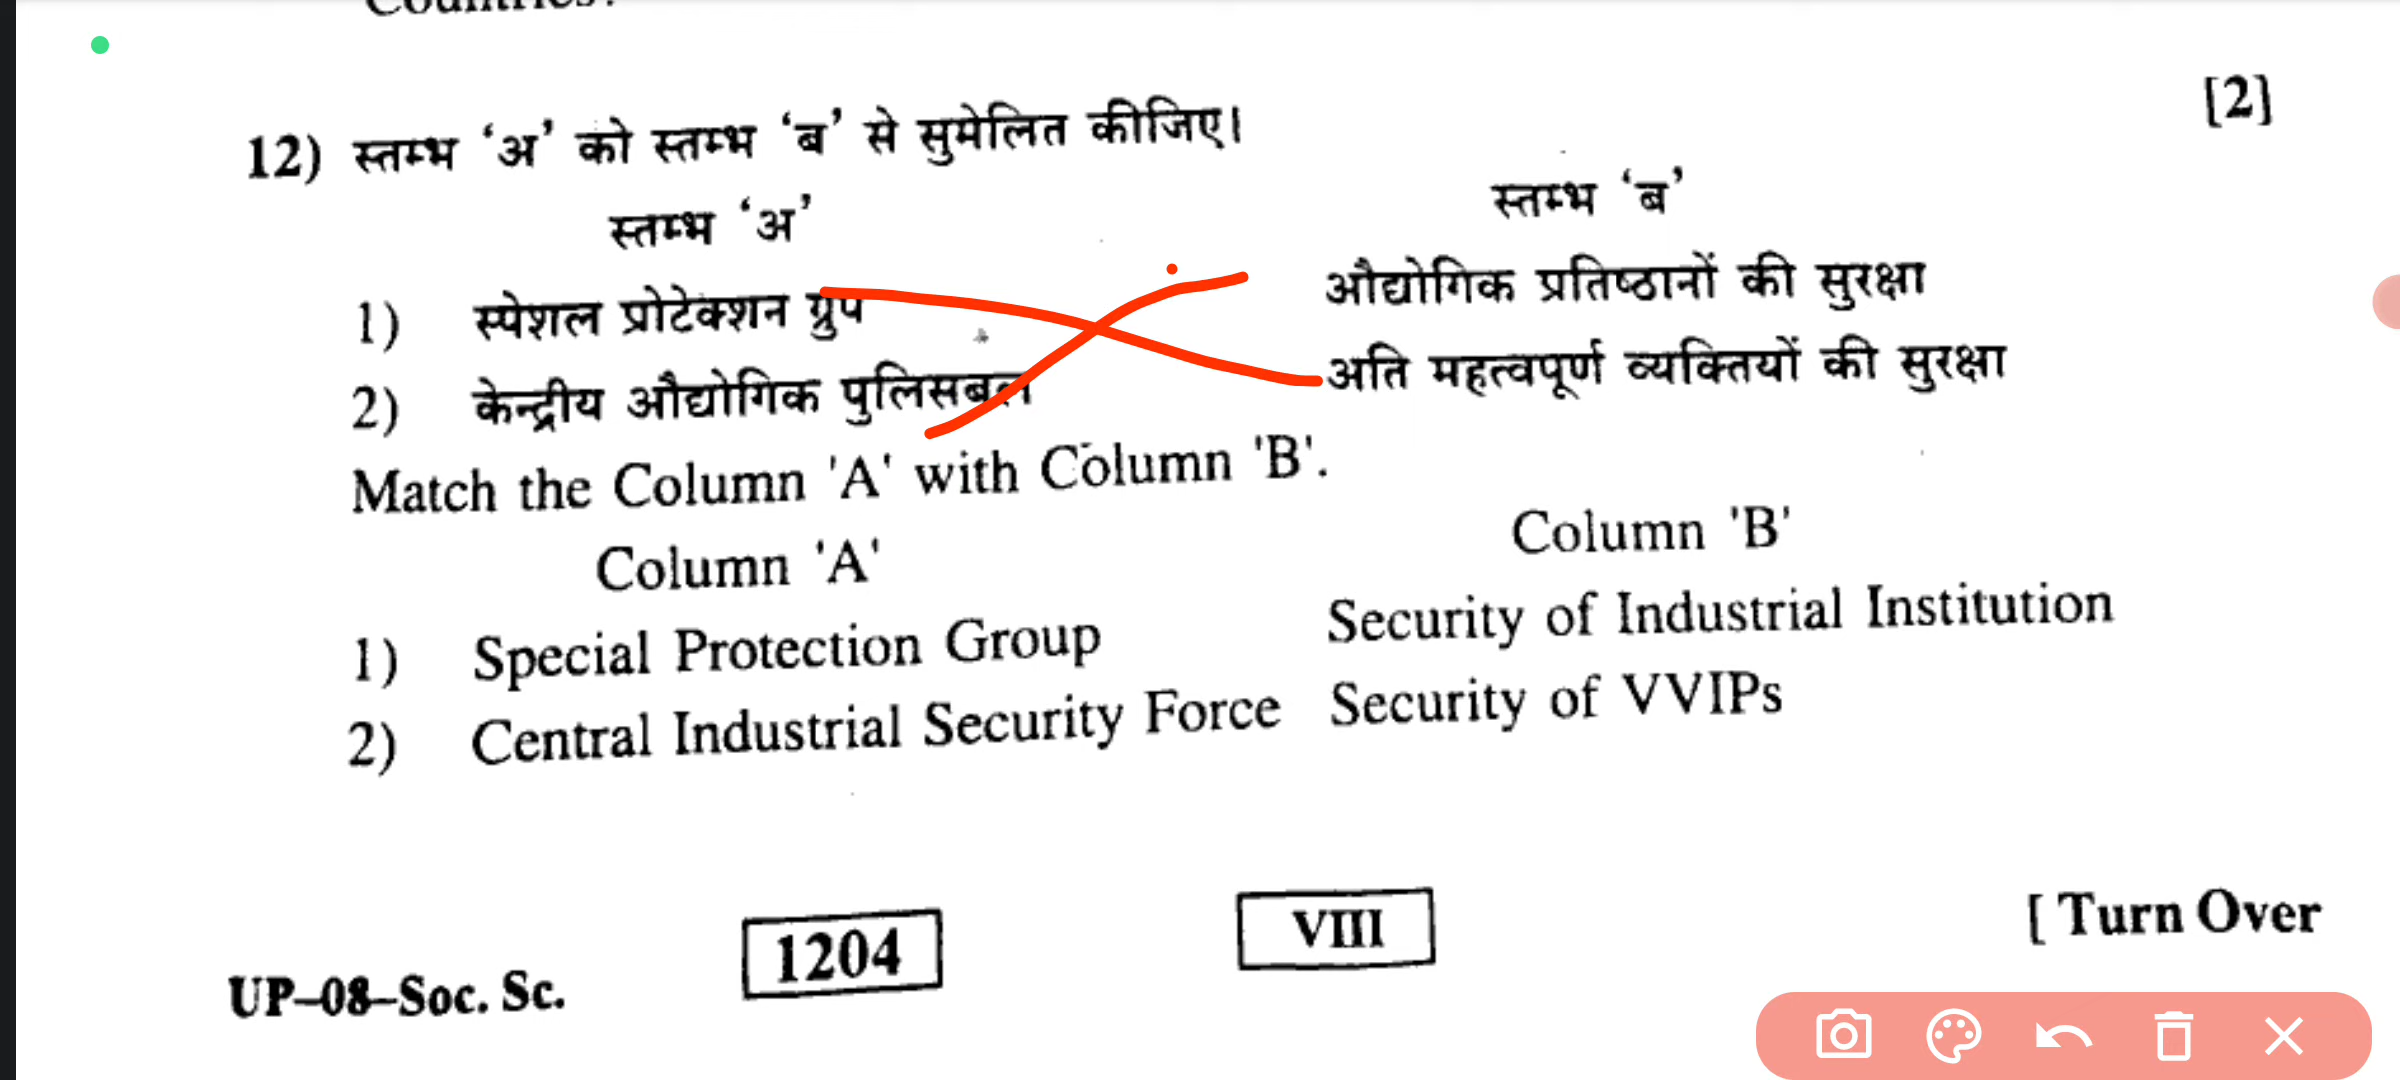 [2]
12) स्तम्भ ‘अ’ को स्तम्भ ‘ब’ से सुमेलित कीजिए।
स्तम्भ ‘अ’ स्तम्भ ‘ब’
1) स्पेशल प्रोटेक्शन ग्रुप औद्योगिक प्रतिष्ठानों की सुरक्षा
2) केन्द्रीय औद्योगिक पुलिसबल अति महत्वपूर्ण व्यक्तियों की सुरक्षा
Match the Column 'A' with Column 'B'.
Column 'A' Column 'B'
1) Special Protection Group Security of Industrial Institution
2) Central Industrial Security Force Security of VVIPs
UP–08–Soc. Sc. 1204 VIII [ Turn Over